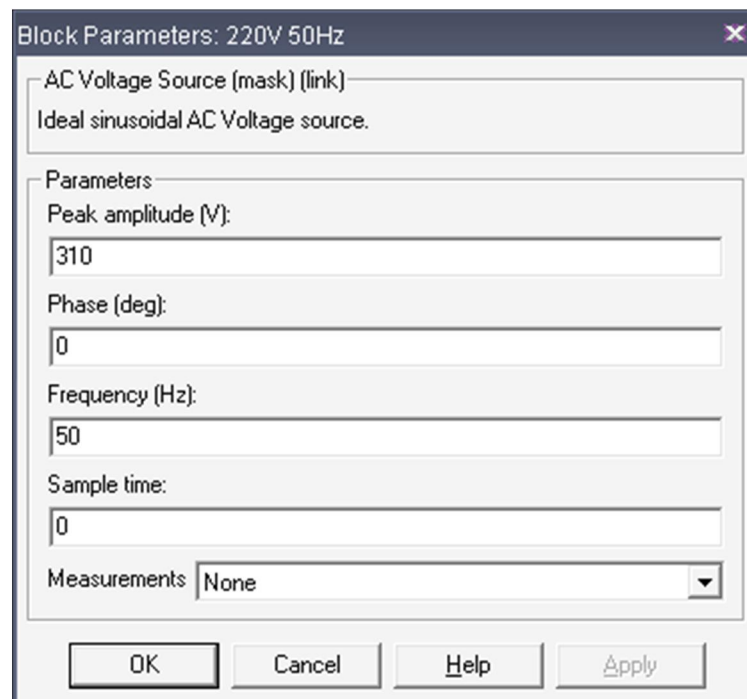 Block Parameters: 220V 50Hz
AC Voltage Source (mask) (link)
Ideal sinusoidal AC Voltage source.
Parameters
Peak amplitude (V):
310
Phase (deg):
0
Frequency (Hz):
50
Sample time:
0
Measurements None
OK Cancel Help Apply